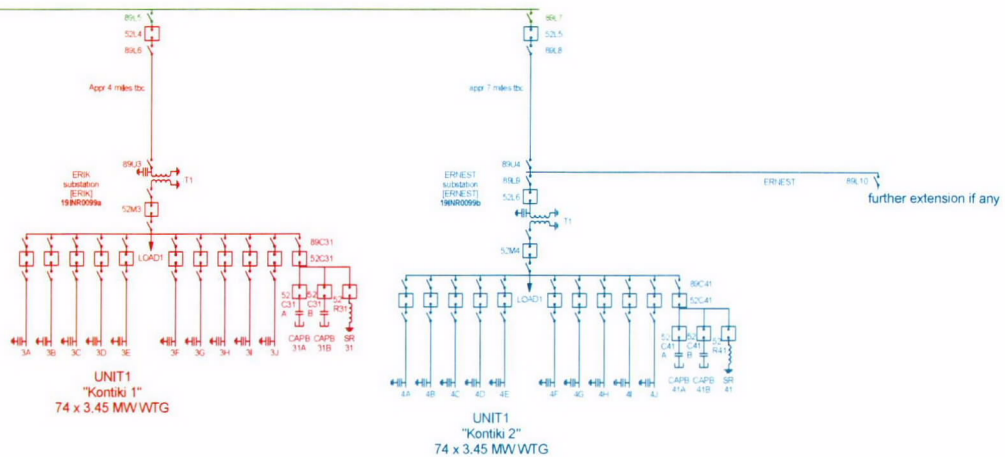 89L5
52L4
89L6
Appr 4 miles tbc
89U3
ERIK
substation
[ERIK]
19INR0099a
T1
52M3
LOAD1
89C31
52C31
52
C31
A
52
C31
B
52
R31
3A
3B
3C
3D
3E
3F
3G
3H
3I
3J
CAPB
31A
CAPB
31B
SR
31
UNIT1
"Kontiki 1"
74 x 3.45 MW WTG
89L7
52L5
89L8
appr 7 miles tbc
89U4
ERNEST
substation
[ERNEST]
19INR0099b
89L9
52L6
T1
ERNEST
89L10
further extension if any
52M4
LOAD1
89C41
52C41
52
C41
A
52
C41
B
52
R41
4A
4B
4C
4D
4E
4F
4G
4H
4I
4J
CAPB
41A
CAPB
41B
SR
41
UNIT1
"Kontiki 2"
74 x 3.45 MW WTG